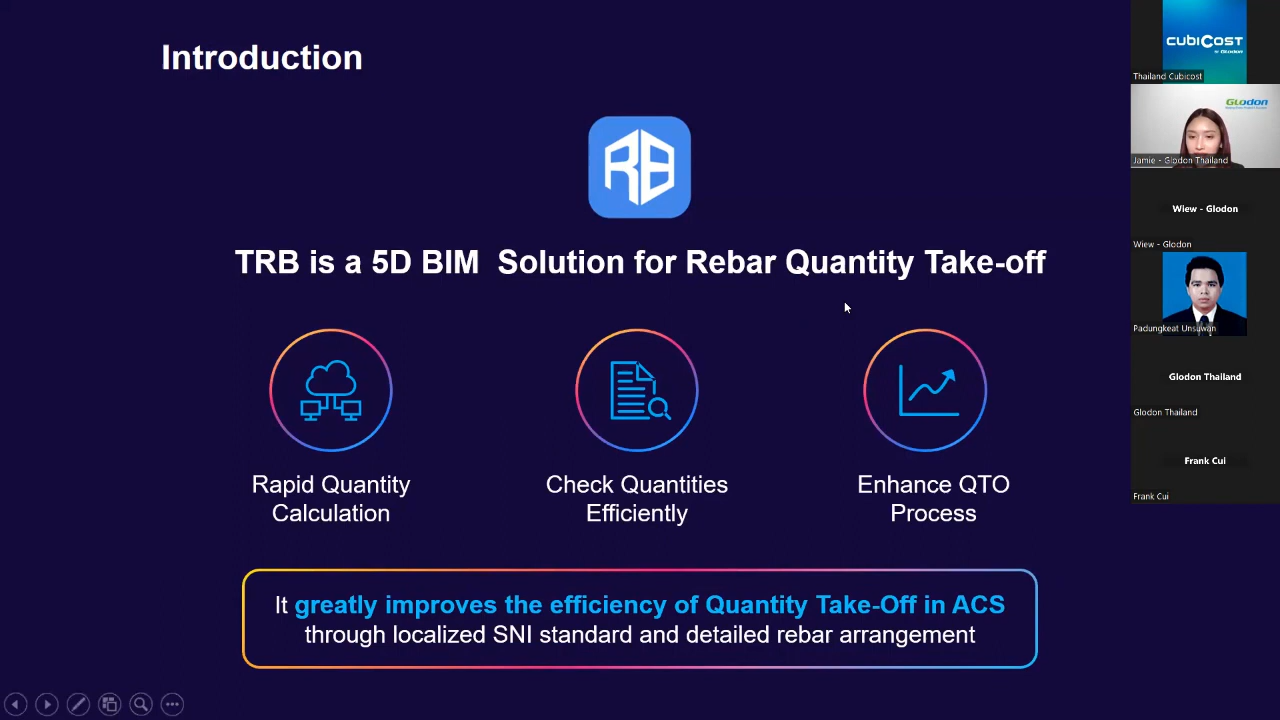 Introduction
RB
TRB is a 5D BIM Solution for Rebar Quantity Take-off
Rapid Quantity
Calculation
Check Quantities
Efficiently
Enhance QTO
Process
It greatly improves the efficiency of Quantity Take-Off in ACS
through localized SNI standard and detailed rebar arrangement
CUBICOST
BY GLODON
Thailand Cubicost
GLodon
Jamie - Glodon Thailand
Wiew - Glodon
Wiew - Glodon
Padungkeat Unsuwan
Glodon Thailand
Glodon Thailand
Frank Cui
Frank Cui